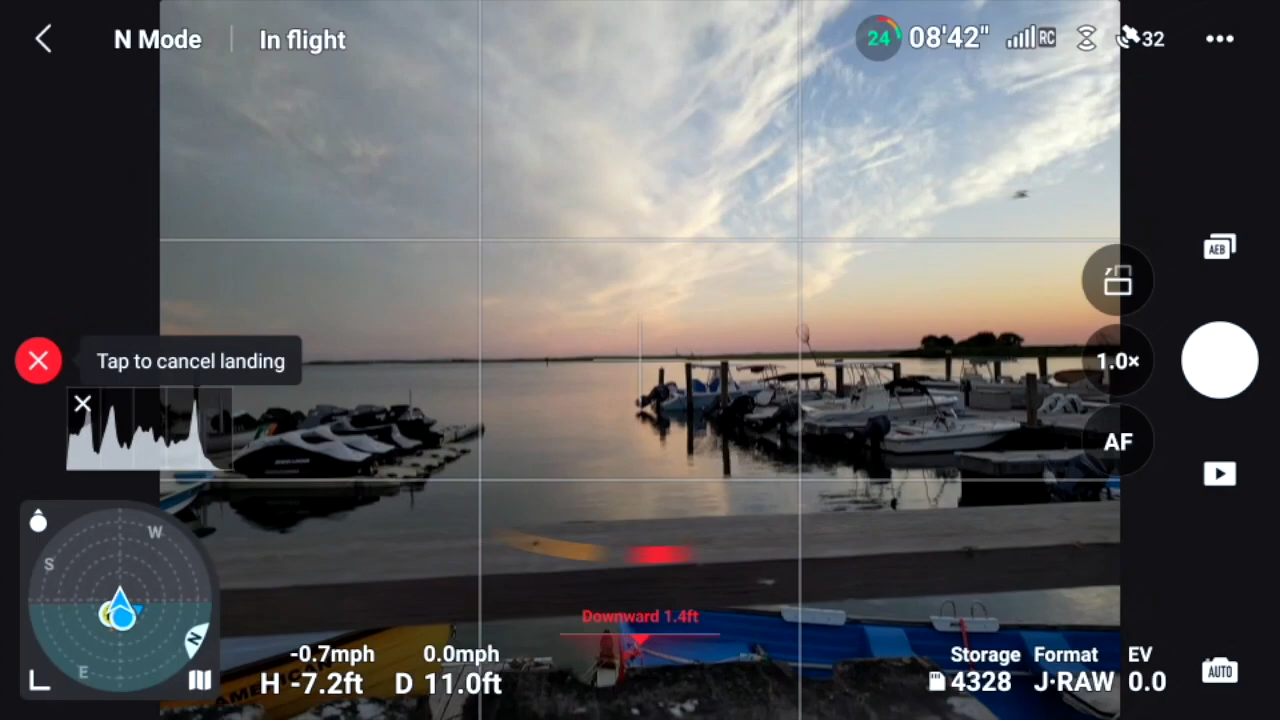 N Mode
In flight
24
08'42"
RC
32
AEB
Tap to cancel landing
1.0×
AF
W
S
N
E
Downward 1.4ft
-0.7mph
0.0mph
H -7.2ft
D 11.0ft
Storage
Format
EV
4328
J·RAW
0.0
AUTO
AMERICAN